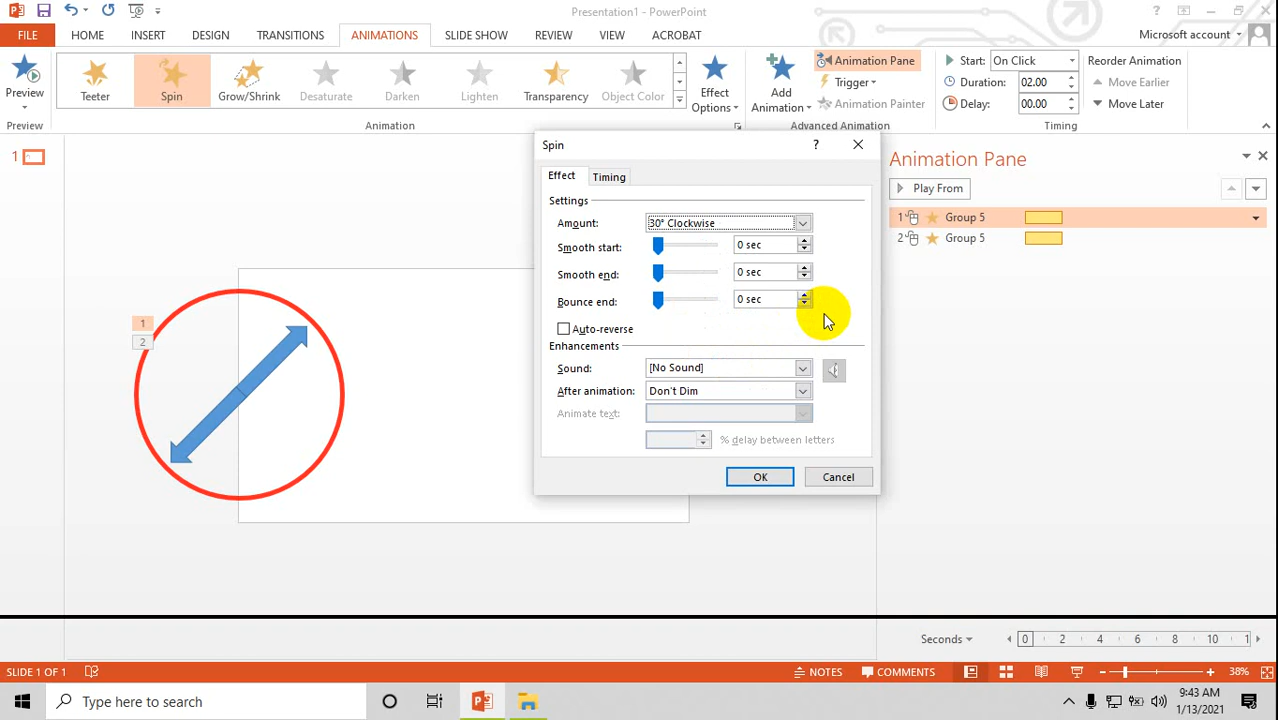 Presentation1 - PowerPoint
FILE HOME INSERT DESIGN TRANSITIONS ANIMATIONS SLIDE SHOW REVIEW VIEW ACROBAT Microsoft account
Preview
Teeter Spin Grow/Shrink Desaturate Darken Lighten Transparency Object Color
Effect Options
Add Animation
Animation Pane
Trigger
Animation Painter
Start: On Click
Duration: 02.00
Delay: 00.00
Reorder Animation
Move Earlier
Move Later
Preview Animation Advanced Animation Timing
1
1
2
Spin ?
Effect Timing
Settings
Amount: 30° Clockwise
Smooth start: 0 sec
Smooth end: 0 sec
Bounce end: 0 sec
Auto-reverse
Enhancements
Sound: [No Sound]
After animation: Don't Dim
Animate text:
% delay between letters
OK Cancel
Animation Pane
Play From
1 Group 5
2 Group 5
Seconds 0 2 4 6 8 10 1
SLIDE 1 OF 1 NOTES COMMENTS 38%
Type here to search
9:43 AM
1/13/2021